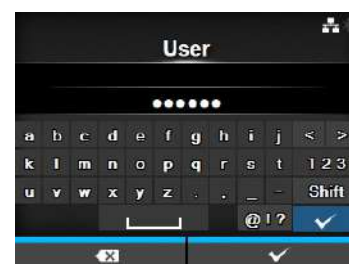 User
••••••
a b c d e f g h i j < >
k l m n o p q r s t 123
u v w x y z , . _ - Shift
@!?